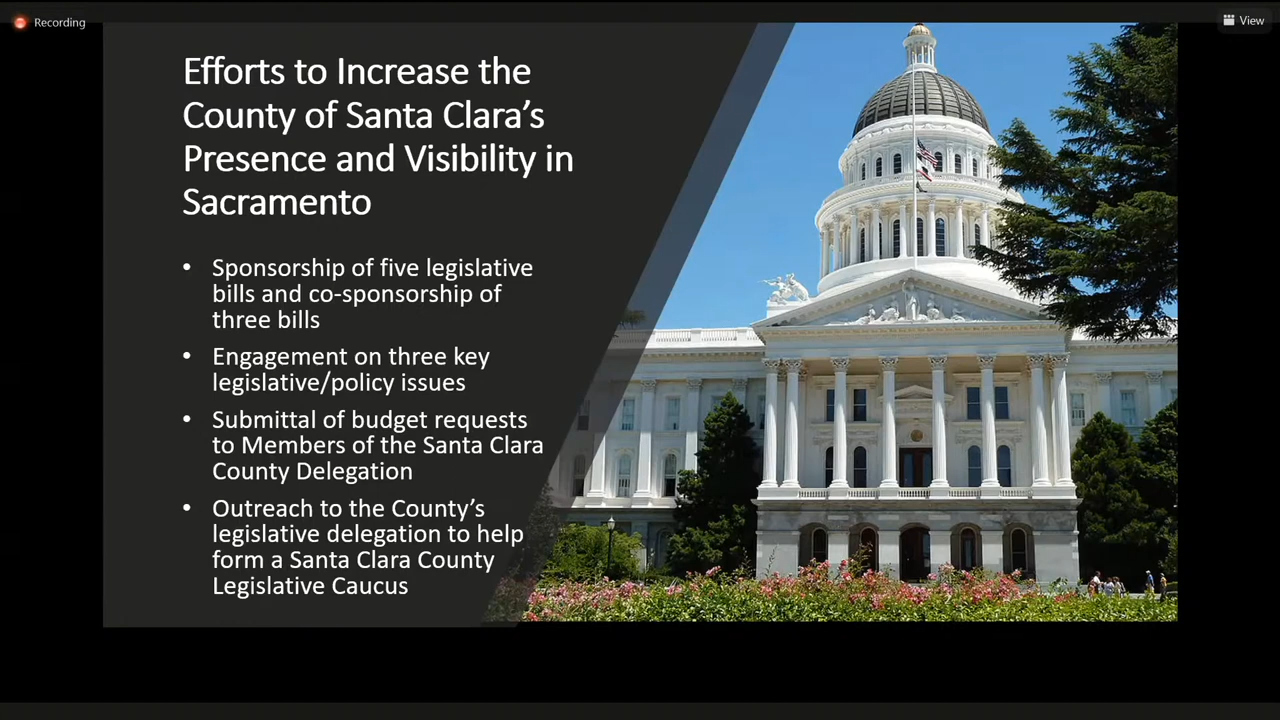 Recording
View
Efforts to Increase the
County of Santa Clara’s
Presence and Visibility in
Sacramento
• Sponsorship of five legislative
bills and co-sponsorship of
three bills
• Engagement on three key
legislative/policy issues
• Submittal of budget requests
to Members of the Santa Clara
County Delegation
• Outreach to the County’s
legislative delegation to help
form a Santa Clara County
Legislative Caucus